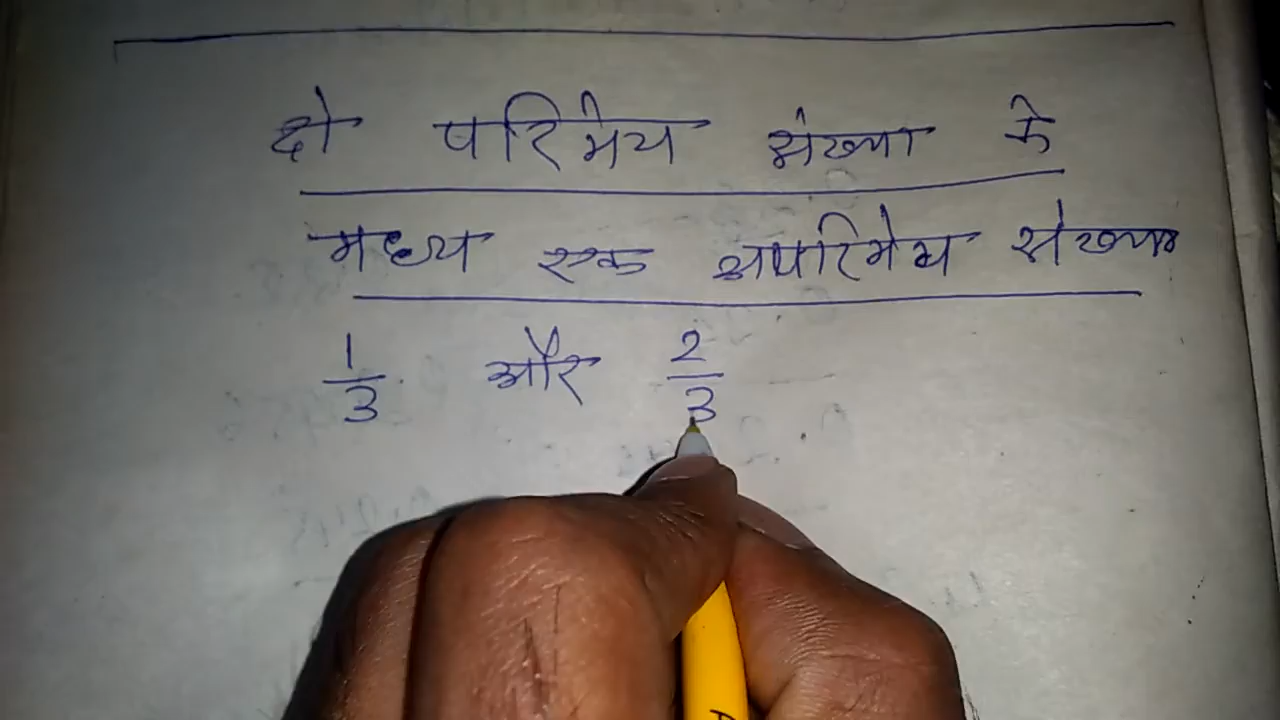 दो परिमेय संख्या के
मध्य एक अपरिमेय संख्या
1/3 और 2/3